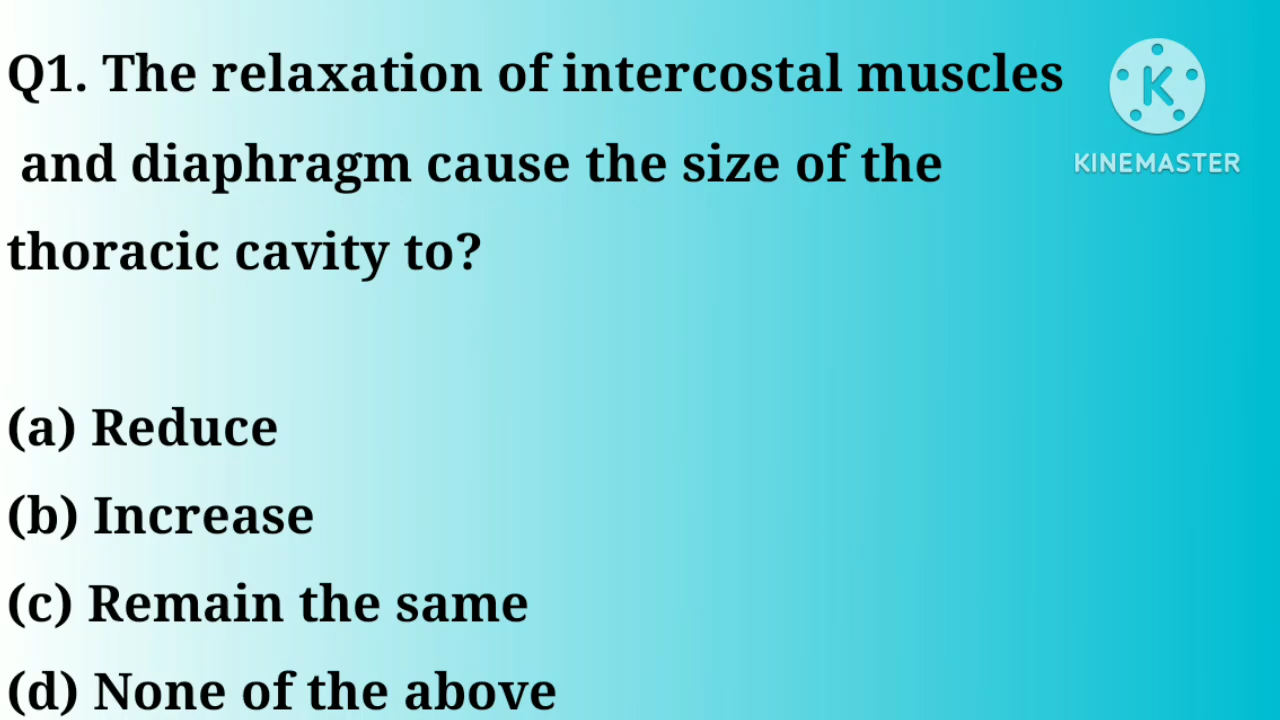 Q1. The relaxation of intercostal muscles
and diaphragm cause the size of the
thoracic cavity to?
(a) Reduce
(b) Increase
(c) Remain the same
(d) None of the above
K
KINEMASTER